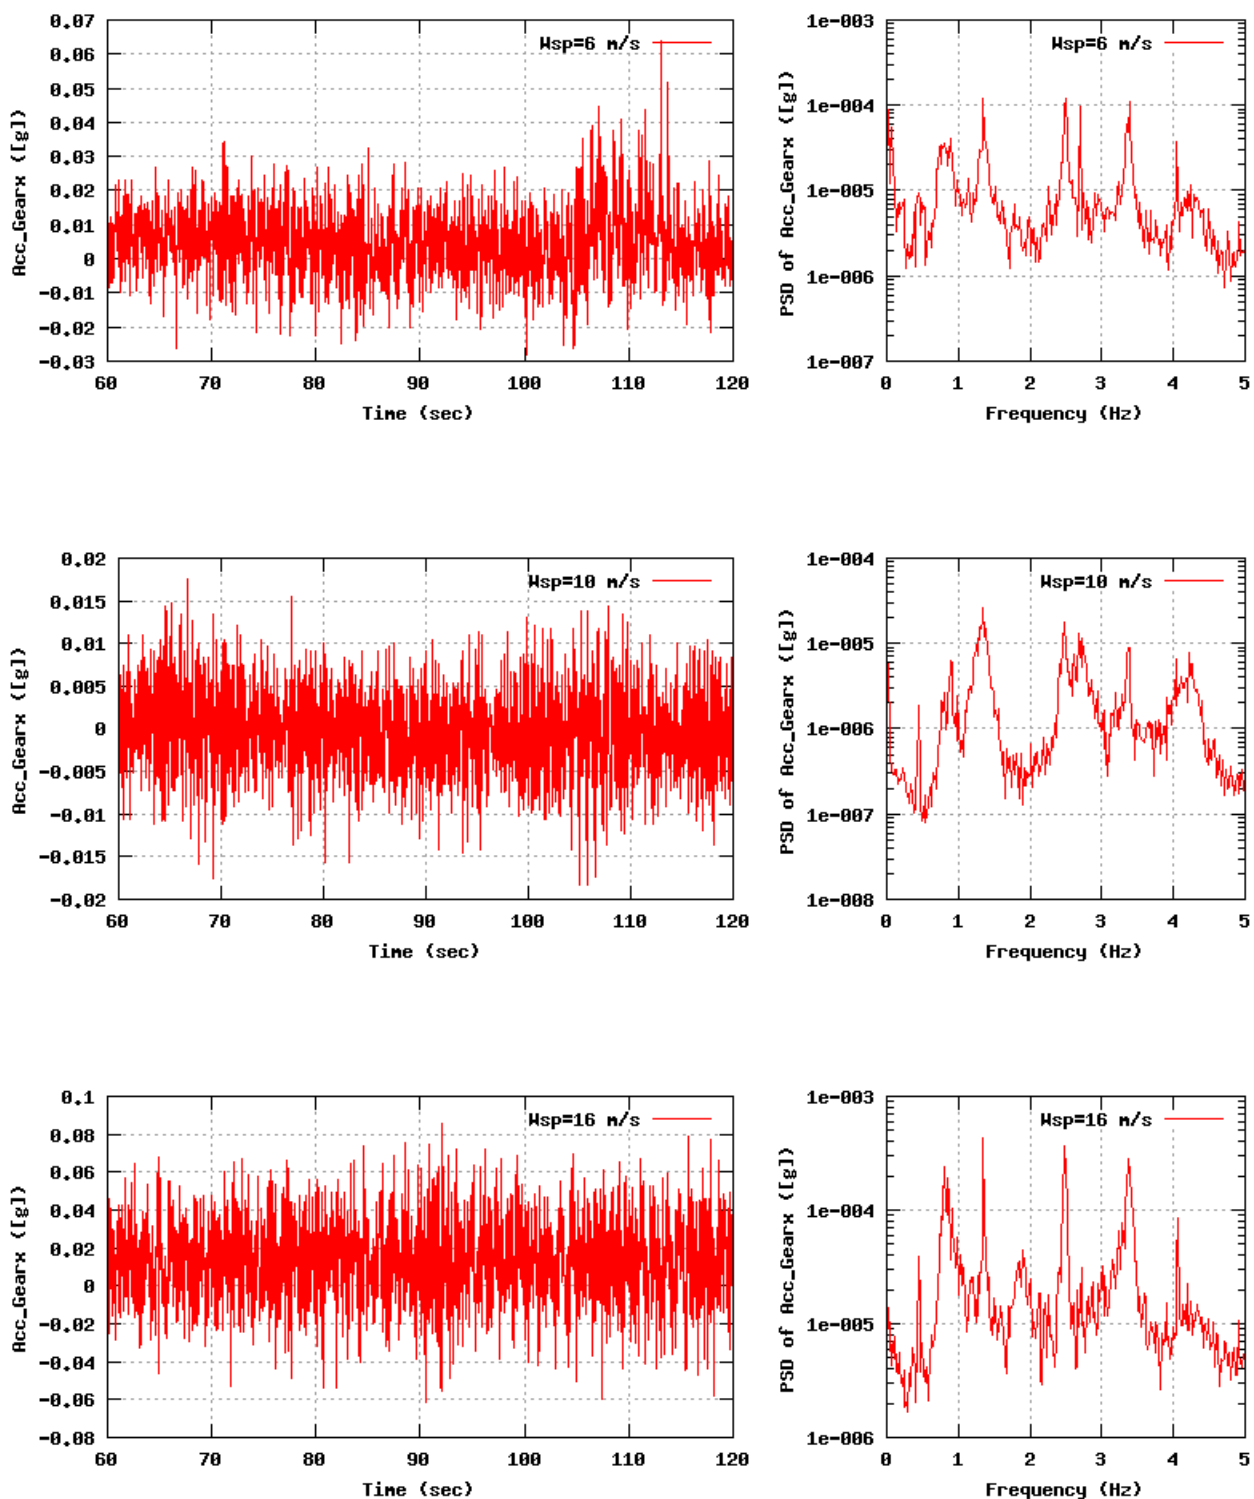 0.07
0.06
0.05
0.04
0.03
0.02
0.01
0
-0.01
-0.02
-0.03
Acc_Gearx ([g])
Wsp=6 m/s
60 70 80 90 100 110 120
Time (sec)
1e-003
1e-004
1e-005
1e-006
1e-007
PSD of Acc_Gearx ([g])
Wsp=6 m/s
0 1 2 3 4 5
Frequency (Hz)
0.02
0.015
0.01
0.005
0
-0.005
-0.01
-0.015
-0.02
Acc_Gearx ([g])
Wsp=10 m/s
60 70 80 90 100 110 120
Time (sec)
1e-004
1e-005
1e-006
1e-007
1e-008
PSD of Acc_Gearx ([g])
Wsp=10 m/s
0 1 2 3 4 5
Frequency (Hz)
0.1
0.08
0.06
0.04
0.02
0
-0.02
-0.04
-0.06
-0.08
Acc_Gearx ([g])
Wsp=16 m/s
60 70 80 90 100 110 120
Time (sec)
1e-003
1e-004
1e-005
1e-006
PSD of Acc_Gearx ([g])
Wsp=16 m/s
0 1 2 3 4 5
Frequency (Hz)